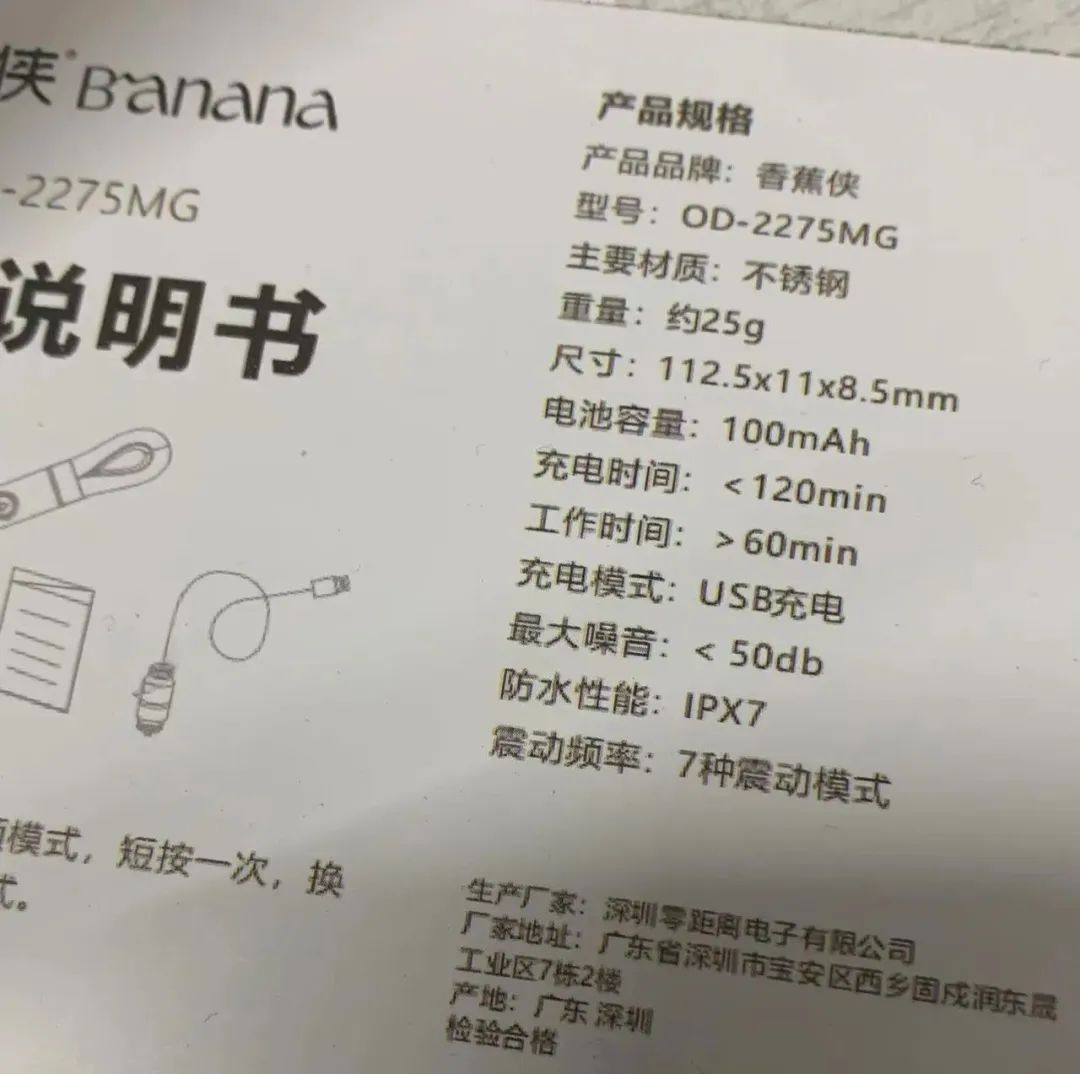 侠® Banana
-2275MG
说明书
模式，短按一次，换
式。
产品规格
产品品牌：香蕉侠
型号：OD-2275MG
主要材质：不锈钢
重量：约25g
尺寸：112.5x11x8.5mm
电池容量：100mAh
充电时间：<120min
工作时间：>60min
充电模式：USB充电
最大噪音：< 50db
防水性能：IPX7
震动频率：7种震动模式
生产厂家：深圳零距离电子有限公司
厂家地址：广东省深圳市宝安区西乡固戍润东晟
工业区7栋2楼
产地：广东 深圳
检验合格